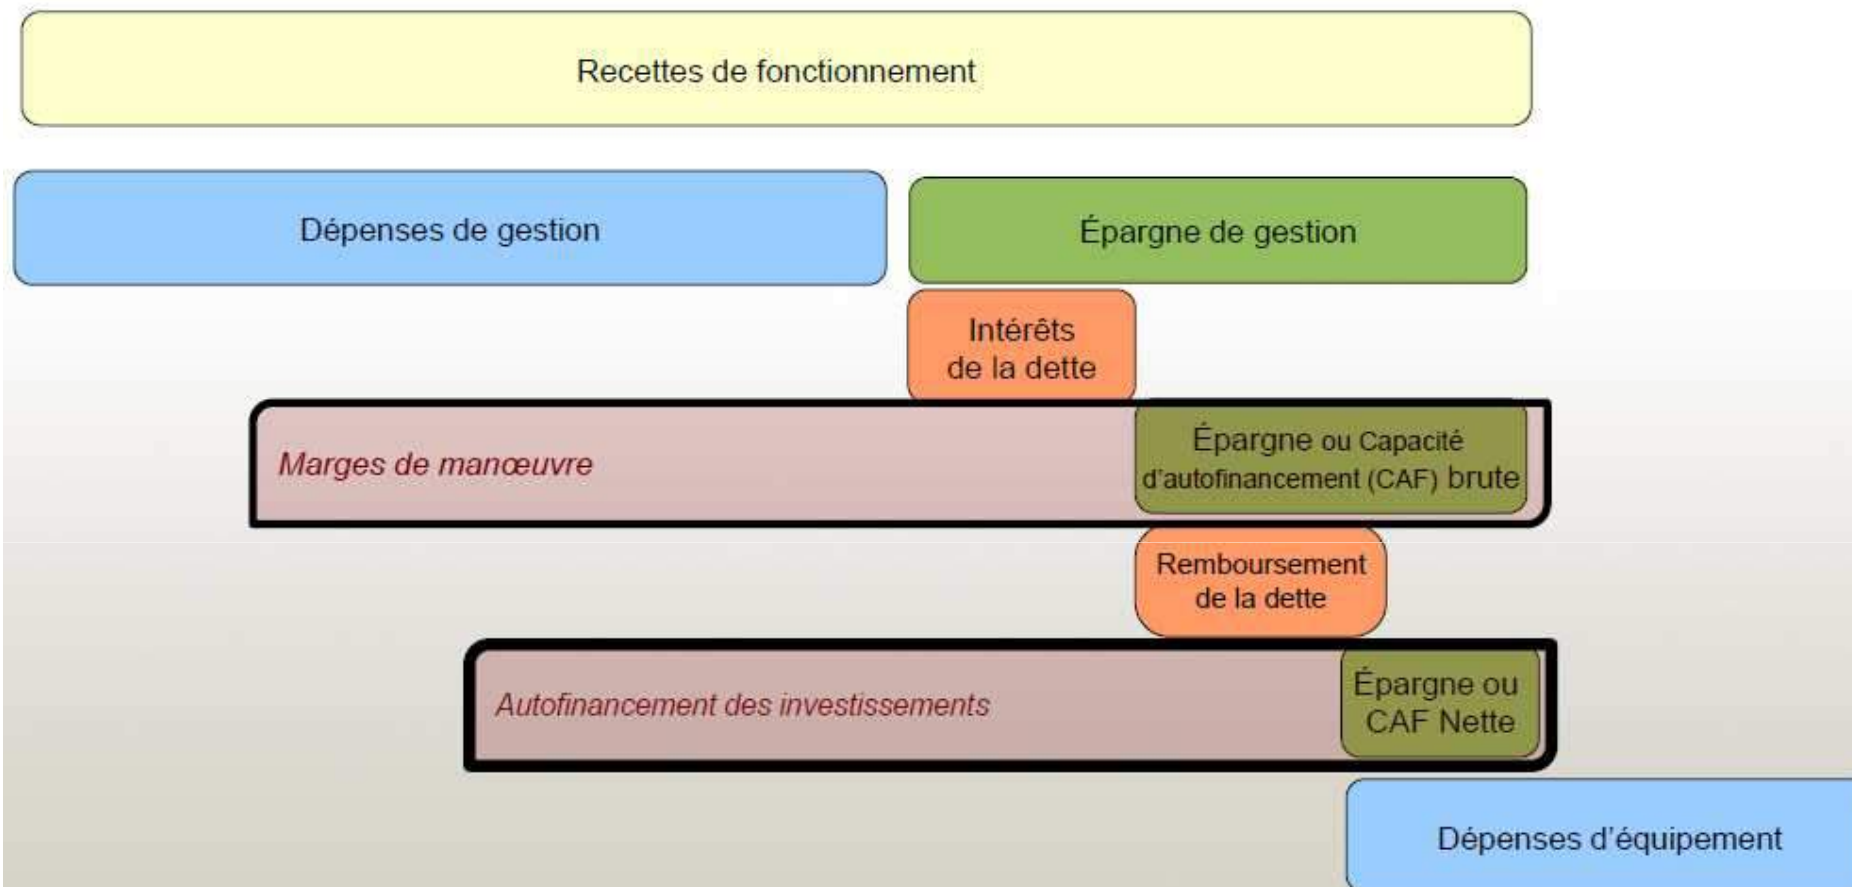 Recettes de fonctionnement
Dépenses de gestion
Épargne de gestion
Intérêts
de la dette
Marges de manœuvre
Épargne ou Capacité
d'autofinancement (CAF) brute
Remboursement
de la dette
Autofinancement des investissements
Épargne ou
CAF Nette
Dépenses d'équipement